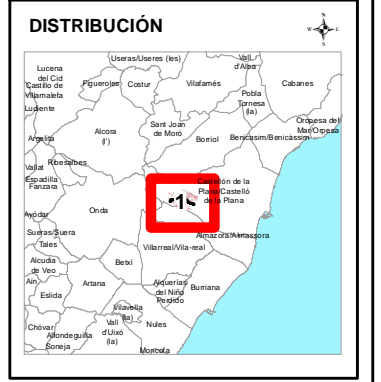 DISTRIBUCIÓN
N
W
E
S
Useras/Useres (les)
Vall
d'Alba
Lucena
del Cid
Castillo de
Villamalefa
Figueroles
Costur
Vilafamés
Cabanes
Pobla
Tornesa
(la)
Ludiente
Oropesa del
Mar/Orpesa
Alcora
(l')
Sant Joan
de Moró
Borriol
Benicasim/Benicàssim
Argelita
Ribesalbes
Vallat
Espadilla
Fanzara
Castellón de la
Plana/Castelló
de la Plana
1
Onda
Ayódar
Sueras/Suera
Tales
Almazora/Almassora
Villarreal/Vila-real
Alcudia
de Veo
Betxí
Aín
Eslida
Artana
Alquerías
del Niño
Perdido
Burriana
Vilavella
(la)
Chóvar
Alfondeguilla
Soneja
Vall
d'Uixó
(la)
Nules
Moncofa